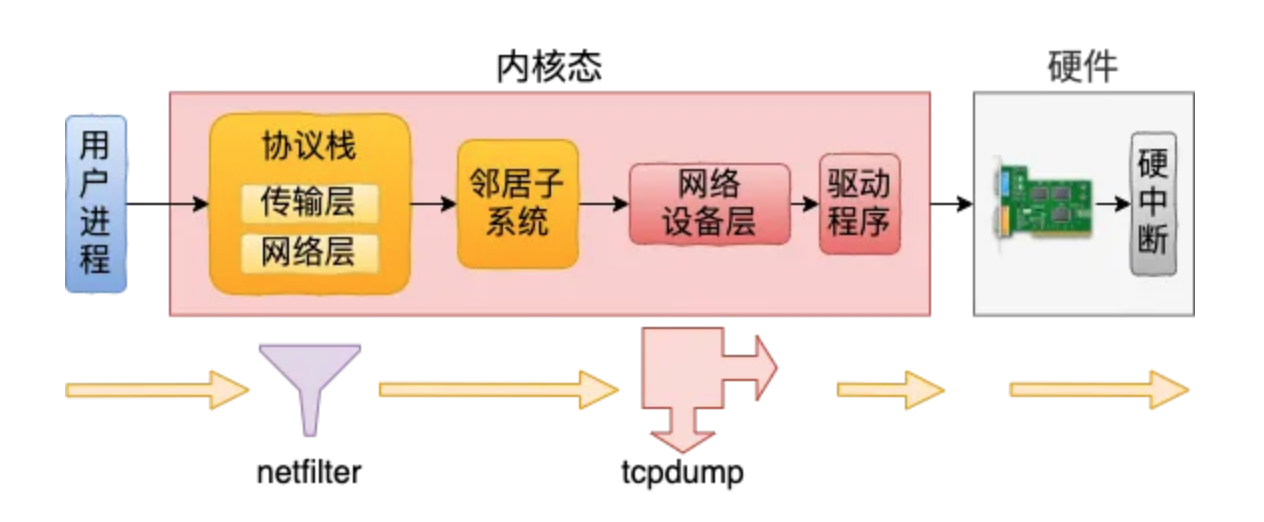 内核态
硬件
用户进程
协议栈
传输层
网络层
邻居子
系统
网络
设备层
驱动
程序
硬中断
netfilter
tcpdump